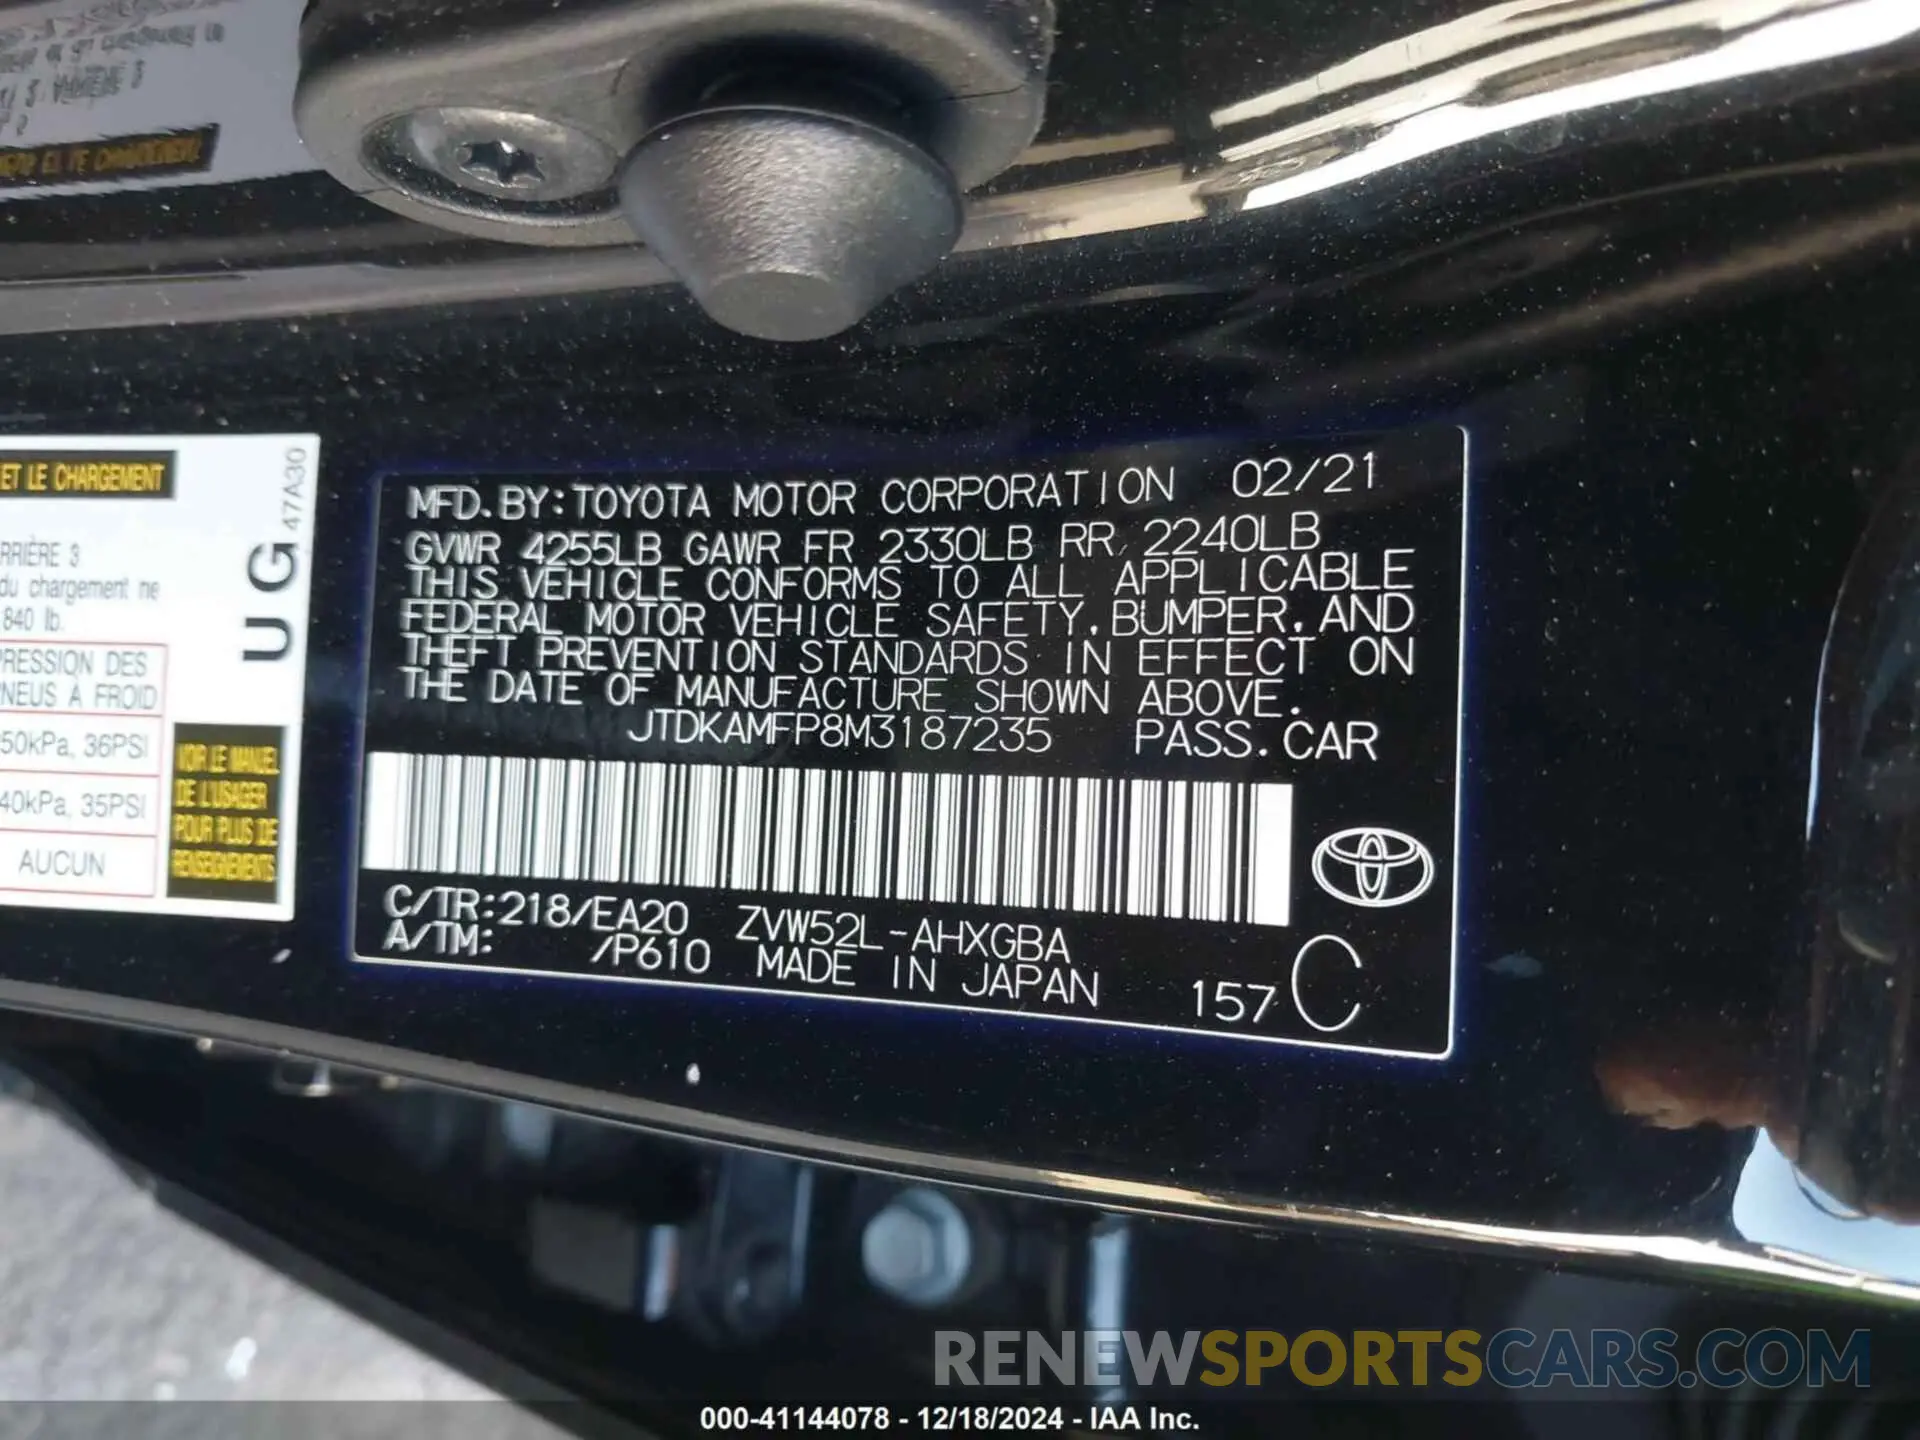 ET LE CHARGEMENT
RRIÈRE 3
du chargement ne
840 lb.
PRESSION DES
NEUS À FROID
50kPa, 36PSI
40kPa, 35PSI
AUCUN
VOIR LE MANUEL
DE L'USAGER
POUR PLUS DE
RENSEIGNEMENTS
UG
47A30
MFD. BY: TOYOTA MOTOR CORPORATION 02/21
GVWR 4255LB GAWR FR 2330LB RR 2240LB
THIS VEHICLE CONFORMS TO ALL APPLICABLE
FEDERAL MOTOR VEHICLE SAFETY, BUMPER, AND
THEFT PREVENTION STANDARDS IN EFFECT ON
THE DATE OF MANUFACTURE SHOWN ABOVE.
JTDKAMFP8M3187235 PASS. CAR
C/TR: 218/EA20 ZVW52L-AHXGBA
A/TM: /P610 MADE IN JAPAN 157 C
RENEWSPORTSCARS.COM
000-41144078 - 12/18/2024 - IAA Inc.